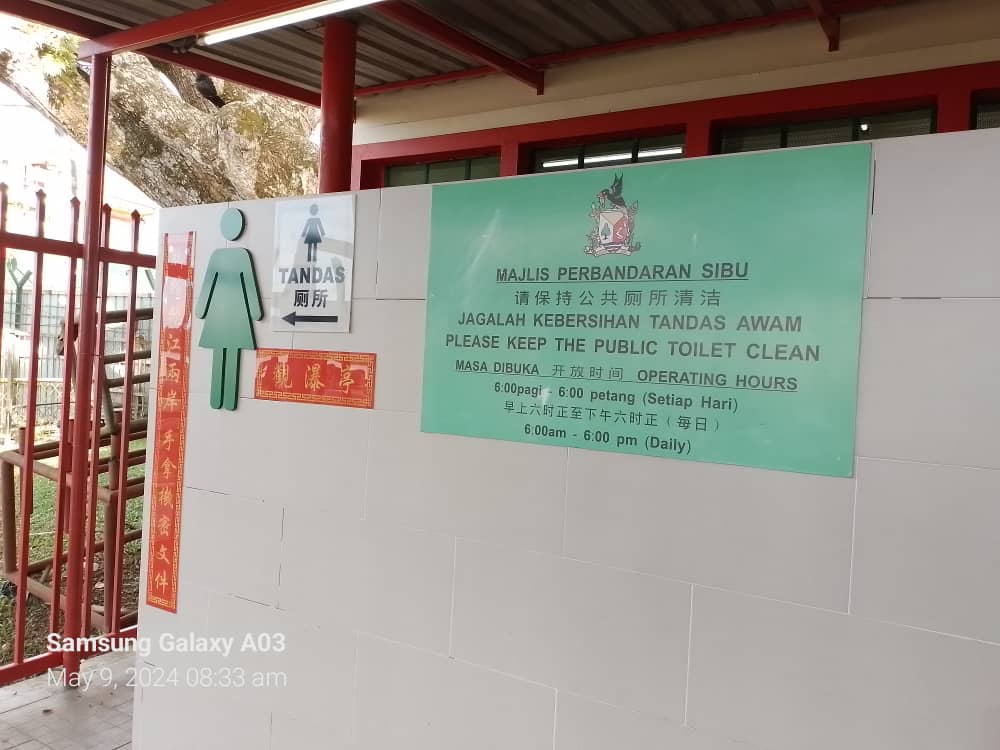 江兩岸 手拿機密文件
TANDAS
厕所
觀瀑亭
MAJLIS PERBANDARAN SIBU
请保持公共厕所清洁
JAGALAH KEBERSIHAN TANDAS AWAM
PLEASE KEEP THE PUBLIC TOILET CLEAN
MASA DIBUKA 开放时间 OPERATING HOURS
6:00pagi - 6:00 petang (Setiap Hari)
早上六时正至下午六时正（每日）
6:00am - 6:00 pm (Daily)
Samsung Galaxy A03
May 9, 2024 08:33 am